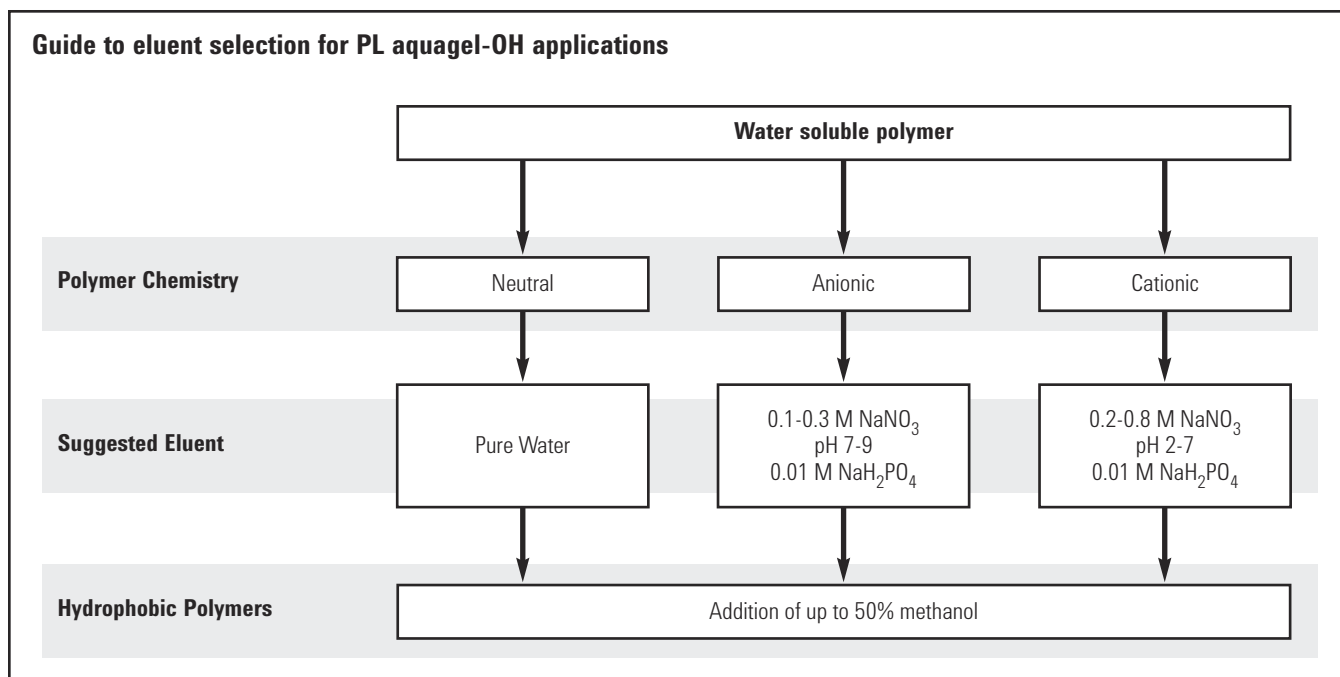 Guide to eluent selection for PL aquagel-OH applications
Water soluble polymer
Polymer Chemistry
Neutral
Anionic
Cationic
Suggested Eluent
Pure Water
0.1-0.3 M NaNO₃
pH 7-9
0.01 M NaH₂PO₄
0.2-0.8 M NaNO₃
pH 2-7
0.01 M NaH₂PO₄
Hydrophobic Polymers
Addition of up to 50% methanol